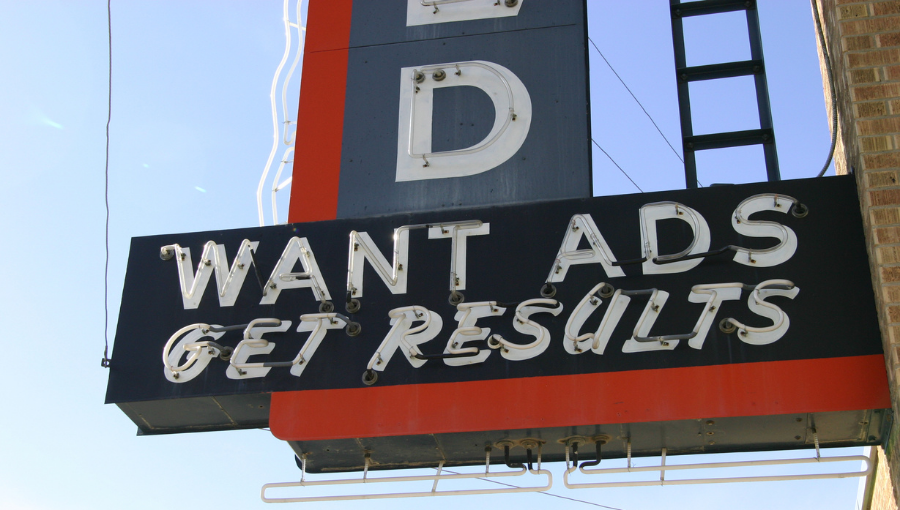 D
WANT ADS
GET RESULTS